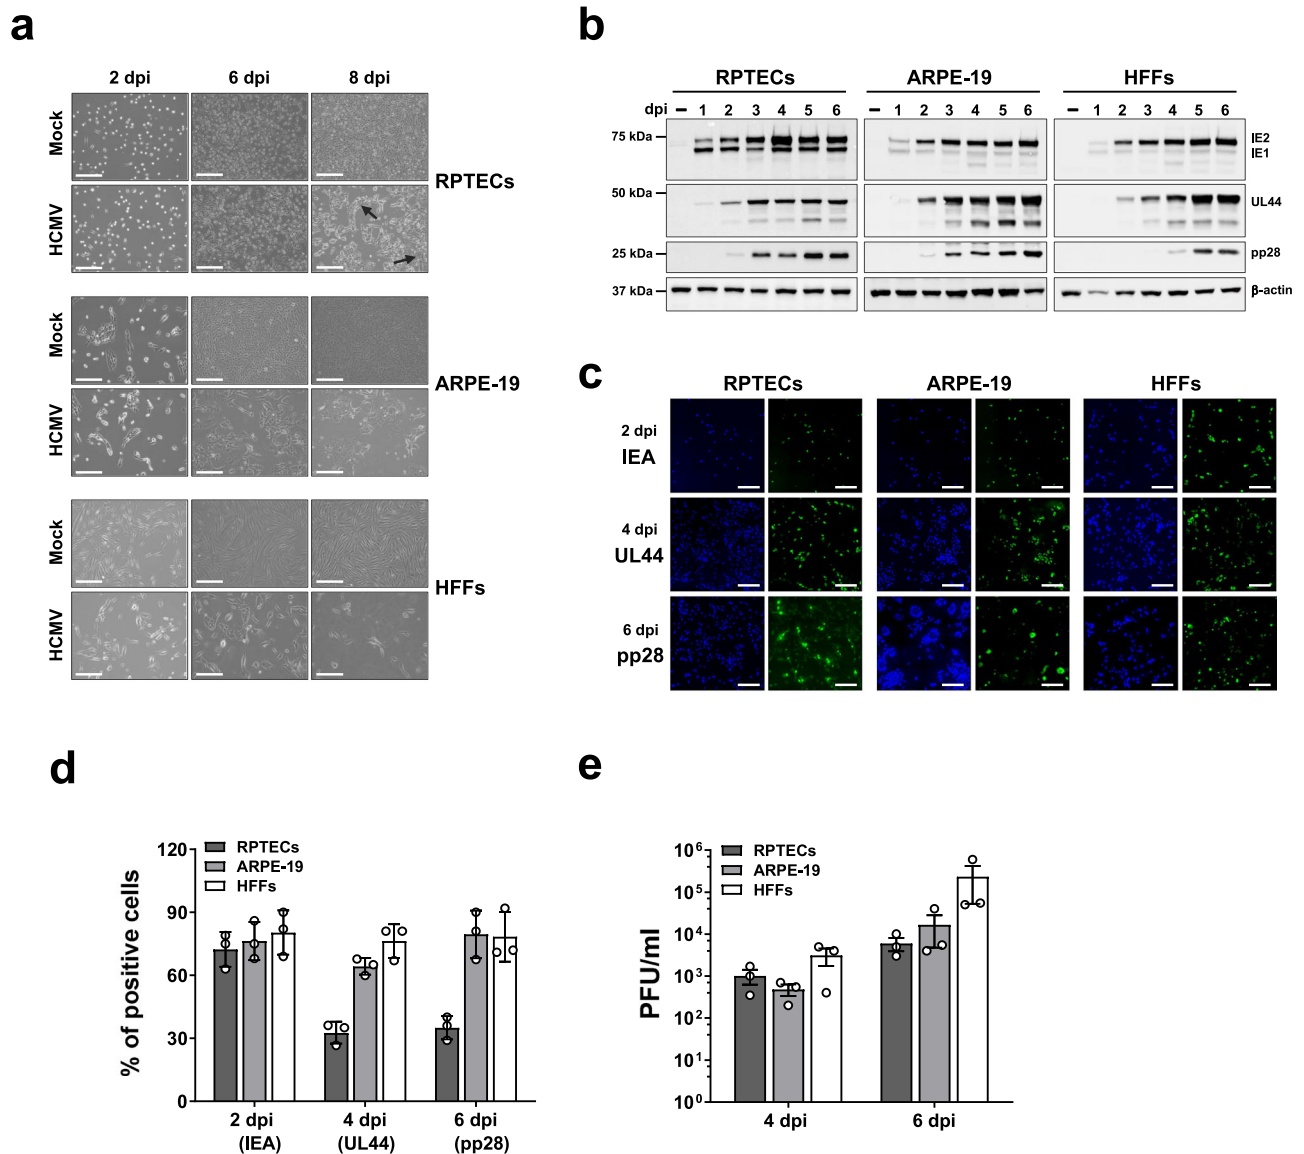 a
2 dpi 6 dpi 8 dpi
Mock
HCMV
RPTECs
Mock
HCMV
ARPE-19
Mock
HCMV
HFFs
b
RPTECs ARPE-19 HFFs
dpi – 1 2 3 4 5 6 – 1 2 3 4 5 6 – 1 2 3 4 5 6
75 kDa
IE2
IE1
50 kDa
UL44
25 kDa
pp28
37 kDa
β-actin
c
RPTECs ARPE-19 HFFs
2 dpi
IEA
4 dpi
UL44
6 dpi
pp28
d
% of positive cells
120
90
60
30
0
RPTECs
ARPE-19
HFFs
2 dpi 4 dpi 6 dpi
(IEA) (UL44) (pp28)
e
PFU/ml
10⁶
10⁵
10⁴
10³
10²
10¹
10⁰
RPTECs
ARPE-19
HFFs
4 dpi 6 dpi